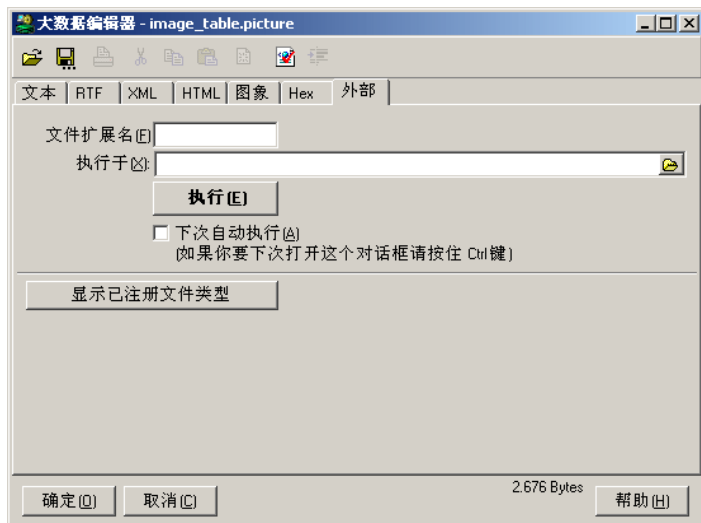 大数据编辑器 - image_table.picture
文本 RTF XML HTML 图象 Hex 外部
文件扩展名(F)
执行于(X):
执行(E)
下次自动执行(A)
(如果你要下次打开这个对话框请按住 Ctrl键)
显示已注册文件类型
确定(O) 取消(C) 2.676 Bytes 帮助(H)